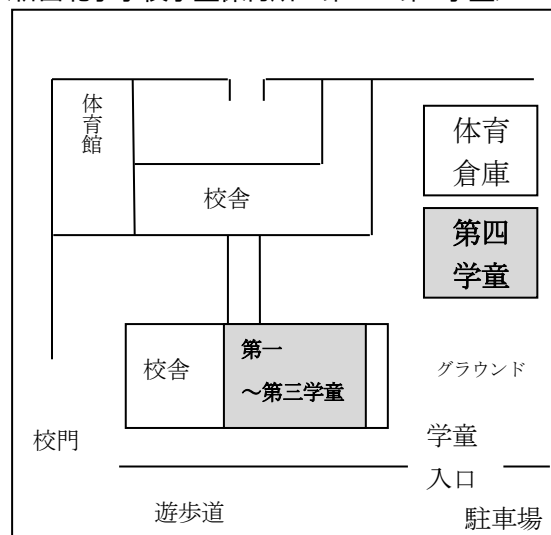 体育館
体育
倉庫
校舎
第四
学童
校舎
第一
～第三学童
グラウンド
校門
学童
入口
遊歩道
駐車場